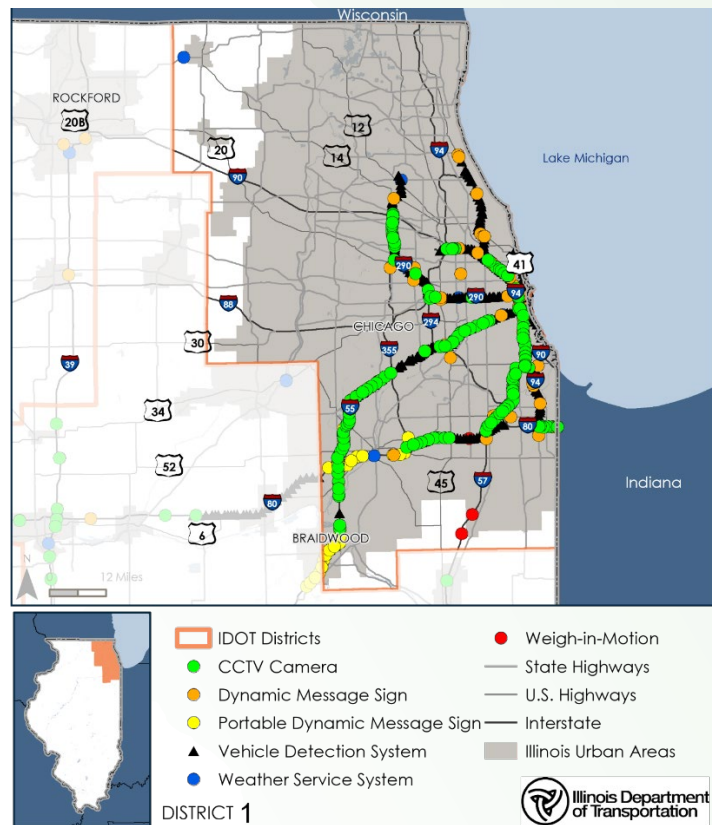 Wisconsin
ROCKFORD
20B
12
20
14
94
90
Lake Michigan
41
290
290
94
88
294
CHICAGO
30
355
90
39
94
34
55
80
52
45
Indiana
57
80
6
BRAIDWOOD
N
0
12 Miles
IDOT Districts
CCTV Camera
Dynamic Message Sign
Portable Dynamic Message Sign
Vehicle Detection System
Weather Service System
Weigh-in-Motion
State Highways
U.S. Highways
Interstate
Illinois Urban Areas
DISTRICT 1
Illinois Department
of Transportation